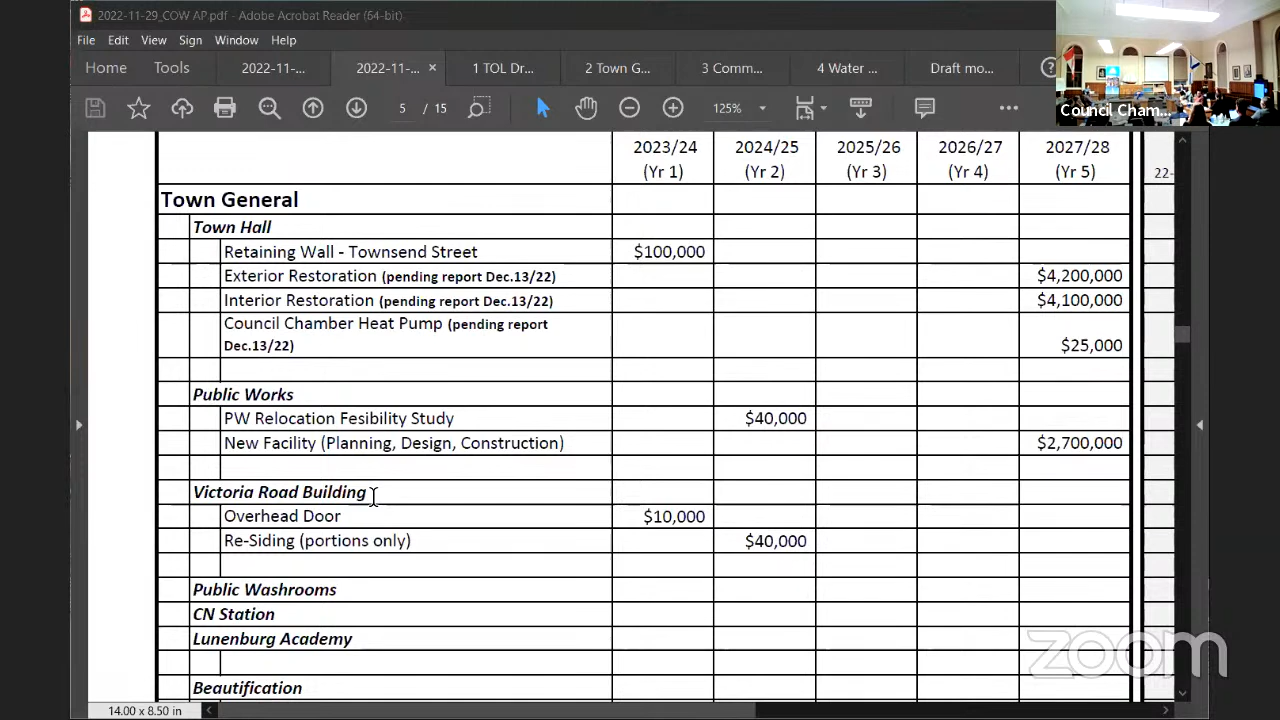 2022-11-29_COW AP.pdf - Adobe Acrobat Reader (64-bit)
File Edit View Sign Window Help
Home Tools 2022-11-... 2022-11-... × 1 TOL Dr... 2 Town G... 3 Comm... 4 Water ... Draft mo...
5 / 15 125%
Council Cham...
2023/24 2024/25 2025/26 2026/27 2027/28
(Yr 1) (Yr 2) (Yr 3) (Yr 4) (Yr 5) 22-
Town General
Town Hall
Retaining Wall - Townsend Street $100,000
Exterior Restoration (pending report Dec.13/22) $4,200,000
Interior Restoration (pending report Dec.13/22) $4,100,000
Council Chamber Heat Pump (pending report
Dec.13/22) $25,000
Public Works
PW Relocation Fesibility Study $40,000
New Facility (Planning, Design, Construction) $2,700,000
Victoria Road Building
Overhead Door $10,000
Re-Siding (portions only) $40,000
Public Washrooms
CN Station
Lunenburg Academy
Beautification
zoom
14.00 x 8.50 in